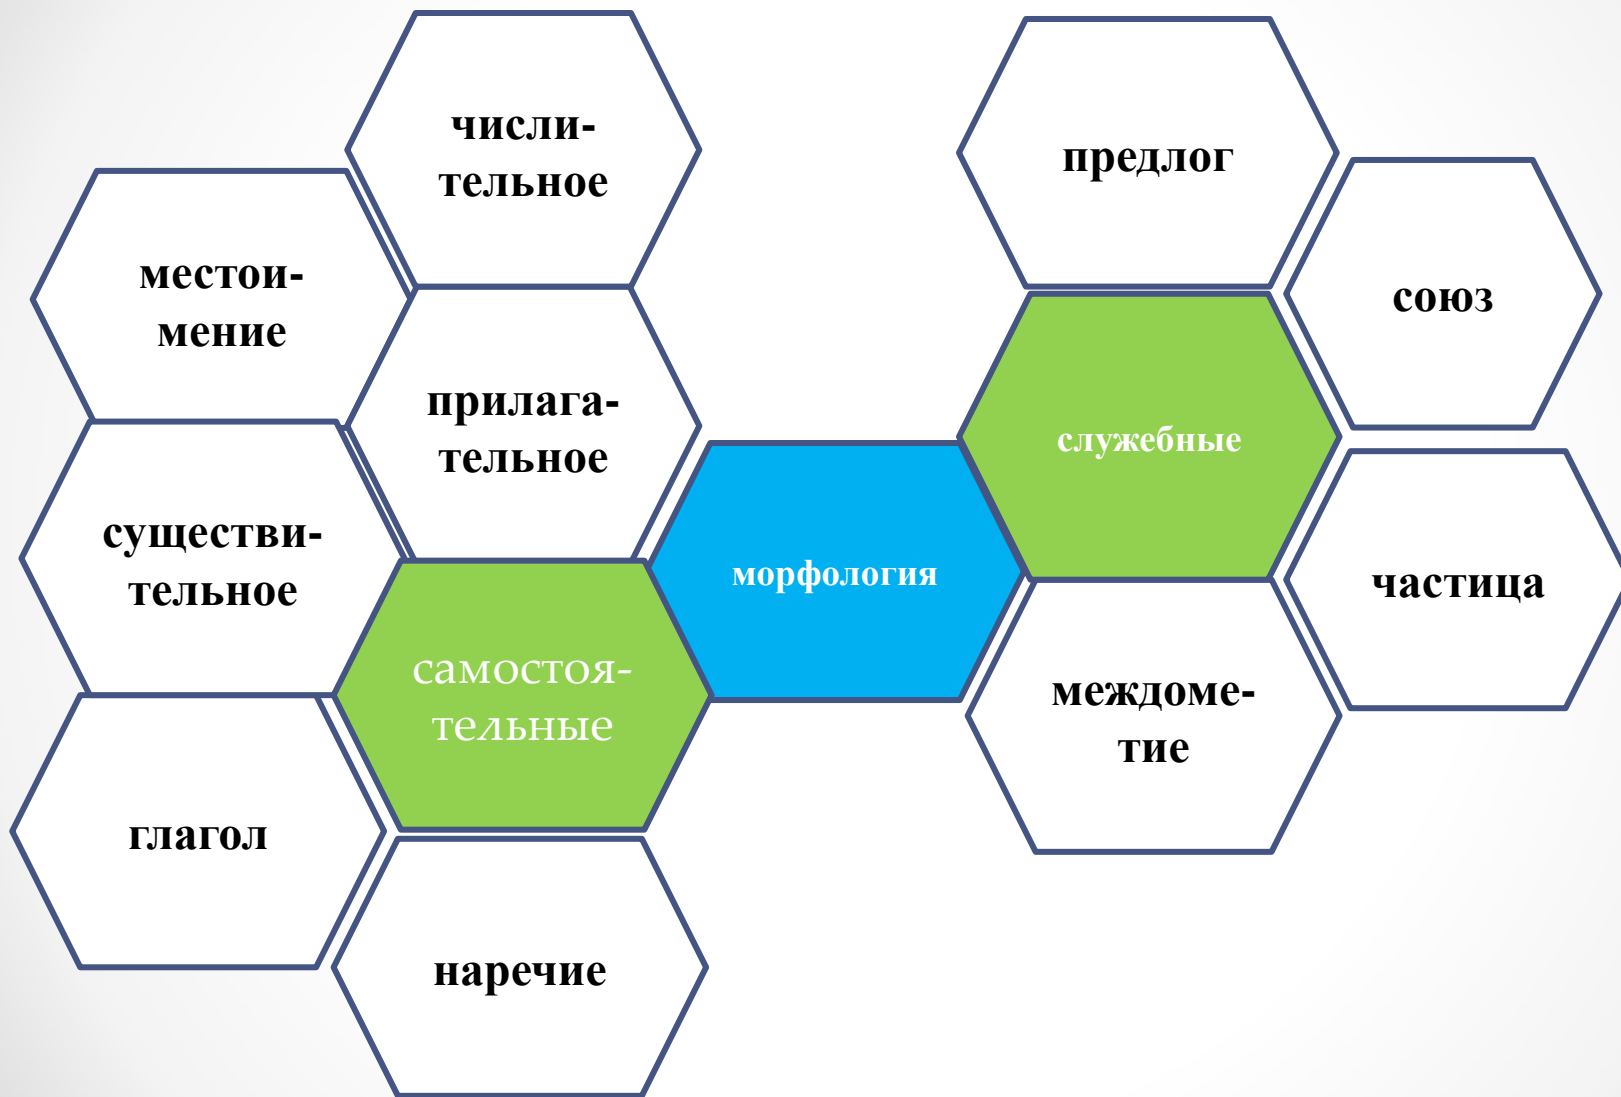 числи-
тельное
местои-
мение
прилага-
тельное
существи-
тельное
самостоя-
тельные
глагол
наречие
морфология
предлог
союз
служебные
частица
междоме-
тие